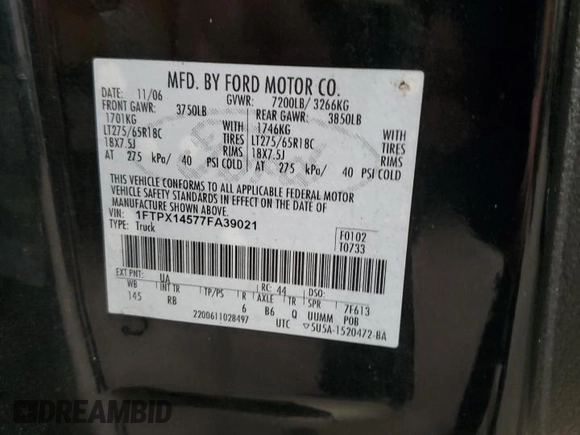 MFD. BY FORD MOTOR CO.
DATE: 11/06 GVWR: 7200LB/ 3266KG
FRONT GAWR: 3750LB REAR GAWR: 3850LB
1701KG WITH 1746KG WITH
LT275/65R18C TIRES LT275/65R18C TIRES
18X7.5J RIMS 18X7.5J RIMS
AT 275 kPa/ 40 PSI COLD AT 275 kPa/ 40 PSI COLD
THIS VEHICLE CONFORMS TO ALL APPLICABLE FEDERAL MOTOR
VEHICLE SAFETY STANDARDS IN EFFECT ON THE DATE OF
MANUFACTURE SHOWN ABOVE.
VIN: 1FTPX14577FA39021
TYPE: Truck
F0102
T0733
EXT PNT: UA RC: 44 DSO:
WB INT TR TP/PS R AXLE TR SPR 7F613
145 RB 6 B6 Q UUMM POB
2200611028497 UTC 5U5A-1520472-BA
DREAMBID